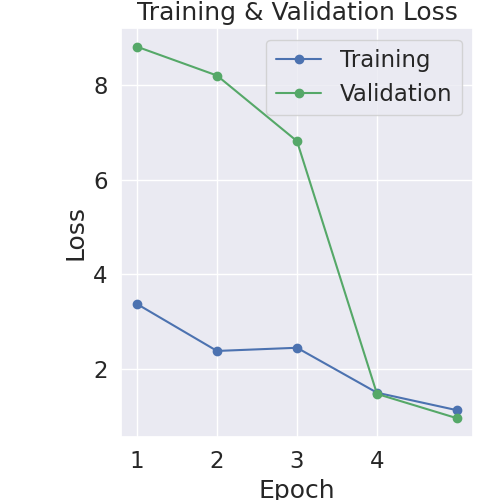 Training & Validation Loss
Training
Validation
8
6
4
2
Loss
1 2 3 4
Epoch